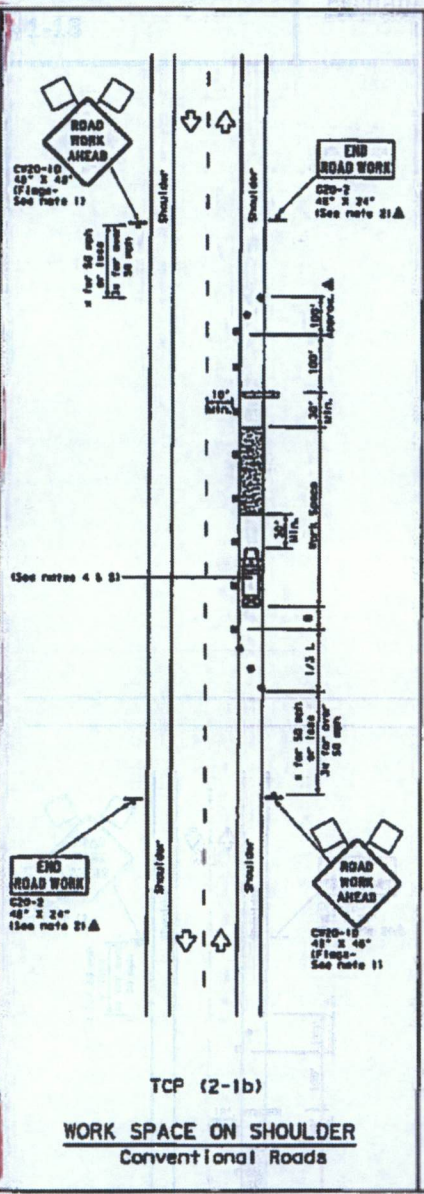 ROAD
WORK
AHEAD
CW20-1D
48" X 48"
(Flags-
See note 1)
END
ROAD WORK
G20-2
48" X 24"
(See note 2)▲
Shoulder
Shoulder
x for 50 mph
or less
3x for over
50 mph
100'
Approx.▲
100'
10'
Min.
30'
Min.
Work Space
30'
Min.
(See notes 4 & 5)
1/3 L
x for 50 mph
or less
3x for over
50 mph
END
ROAD WORK
G20-2
48" X 24"
(See note 2)▲
Shoulder
Shoulder
ROAD
WORK
AHEAD
CW20-1D
48" X 48"
(Flags-
See note 1)
TCP (2-1b)
WORK SPACE ON SHOULDER
Conventional Roads